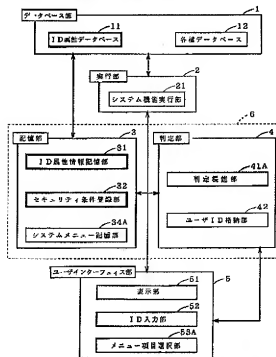 データベース部
1
11
12
ID属性データベース
各種データベース
実行部
2
21
システム機能実行部
6
記憶部
3
判定部
4
31
ID属性情報記憶部
41A
判定機能部
32
セキュリティ条件登録部
42
ユーザID格納部
34A
システムメニュー記憶部
ユーザインターフェイス部
51
5
表示部
52
ID入力部
53A
メニュー項目選択部